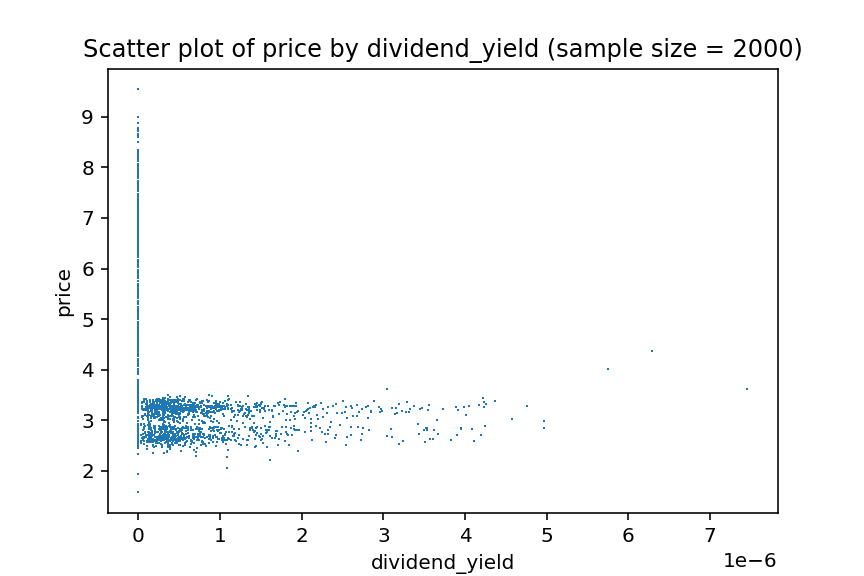 Scatter plot of price by dividend_yield (sample size = 2000)
9
8
7
6
5
4
3
2
price
0 1 2 3 4 5 6 7
1e−6
dividend_yield